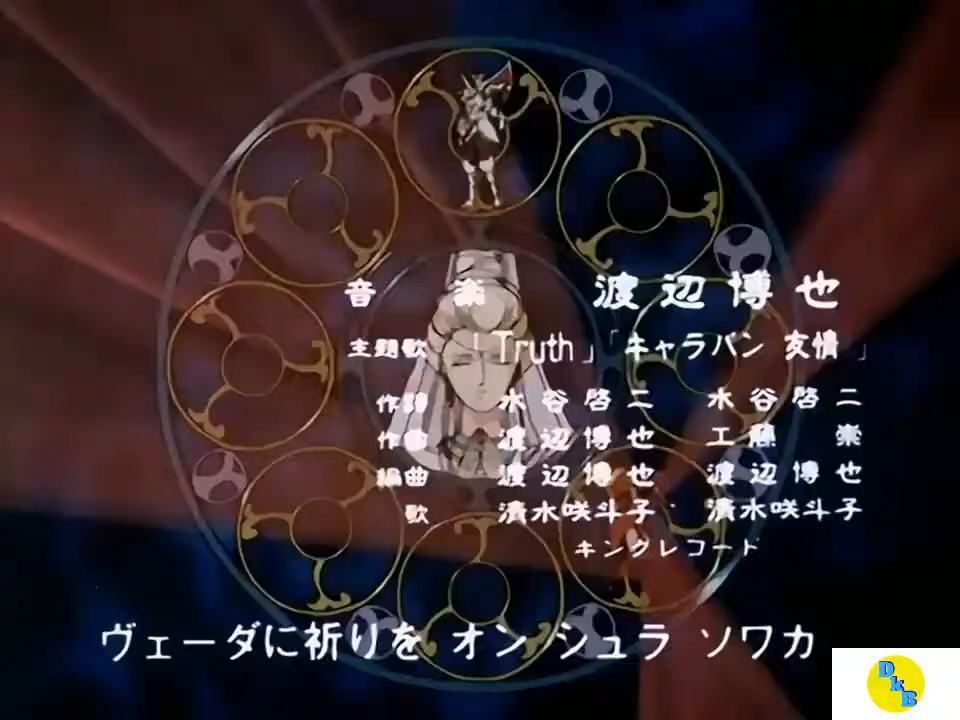 音 楽 渡辺博也
主題歌 「Truth」「キャラバン 友情」
作詞 水谷啓二 水谷啓二
作曲 渡辺博也 工藤 楽
編曲 渡辺博也 渡辺博也
歌 清水咲斗子 清水咲斗子
キングレコード
ヴェーダに祈りを オン シュラ ソワカ
DkB